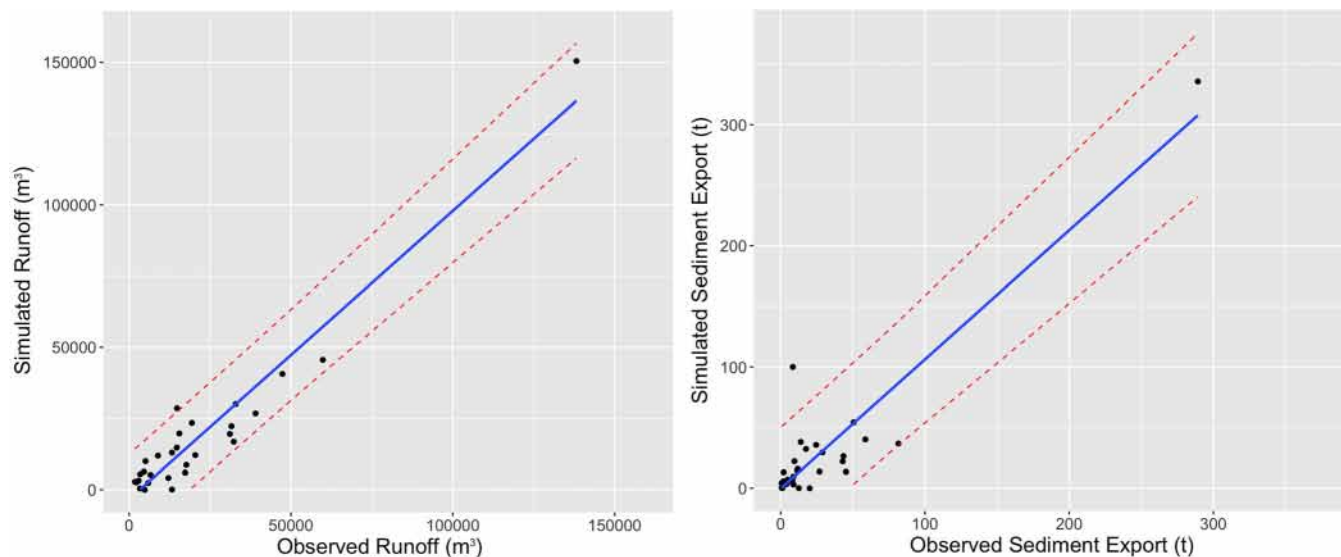 150000
100000
50000
0
Simulated Runoff (m³)
0 50000 100000 150000
Observed Runoff (m³)
300
200
100
0
Simulated Sediment Export (t)
0 100 200 300
Observed Sediment Export (t)